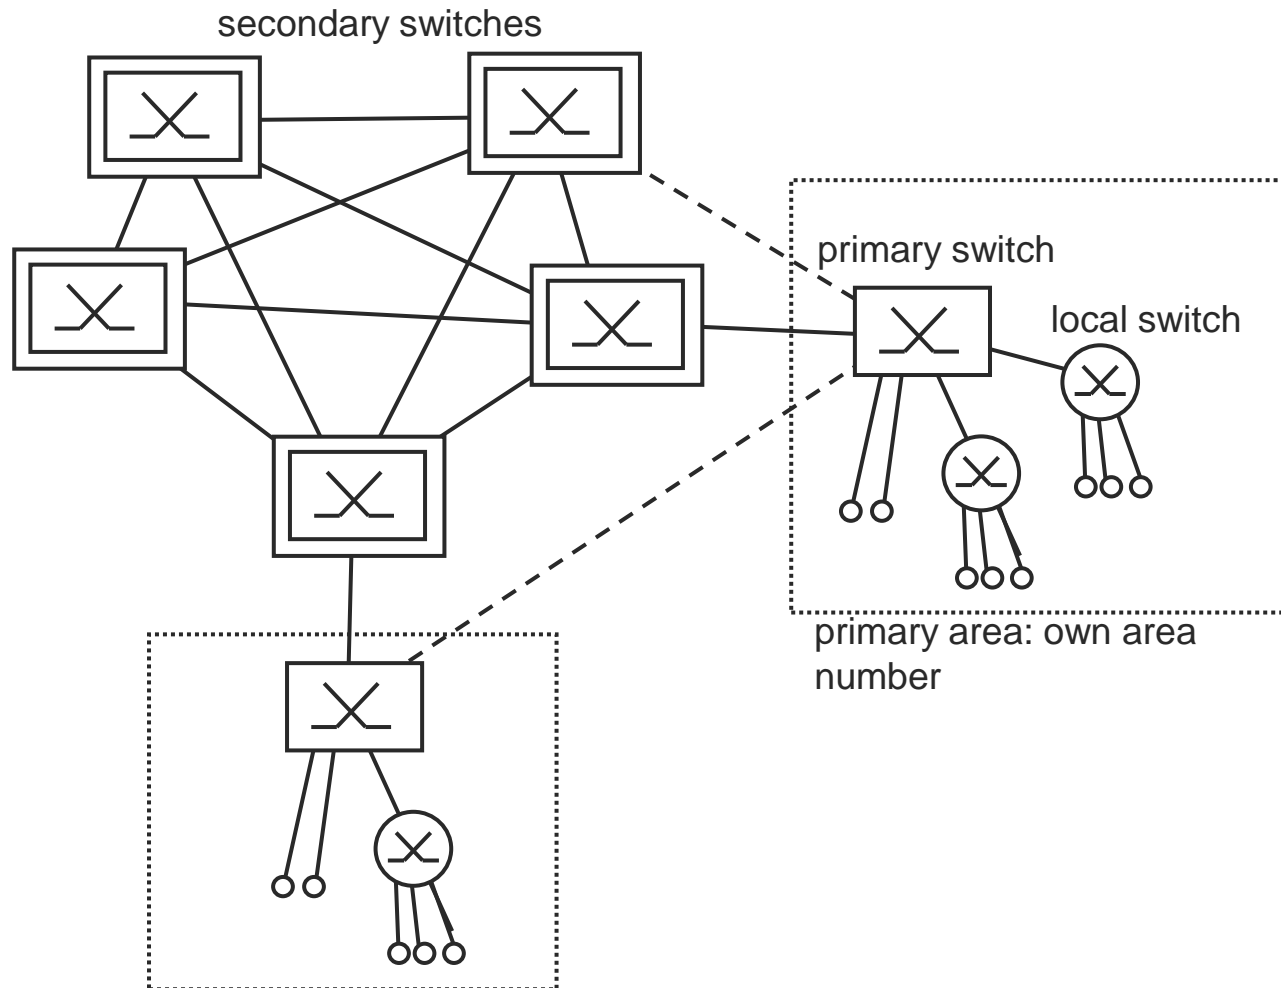 secondary switches
primary switch
local switch
primary area: own area
number